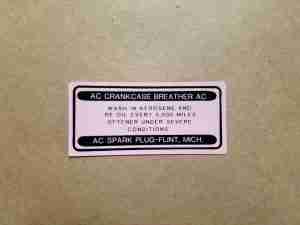 AC CRANKCASE BREATHER AC
WASH IN KEROSENE AND
RE-OIL EVERY 4,000 MILES
OFTENER UNDER SEVERE
CONDITIONS
AC SPARK PLUG-FLINT, MICH.